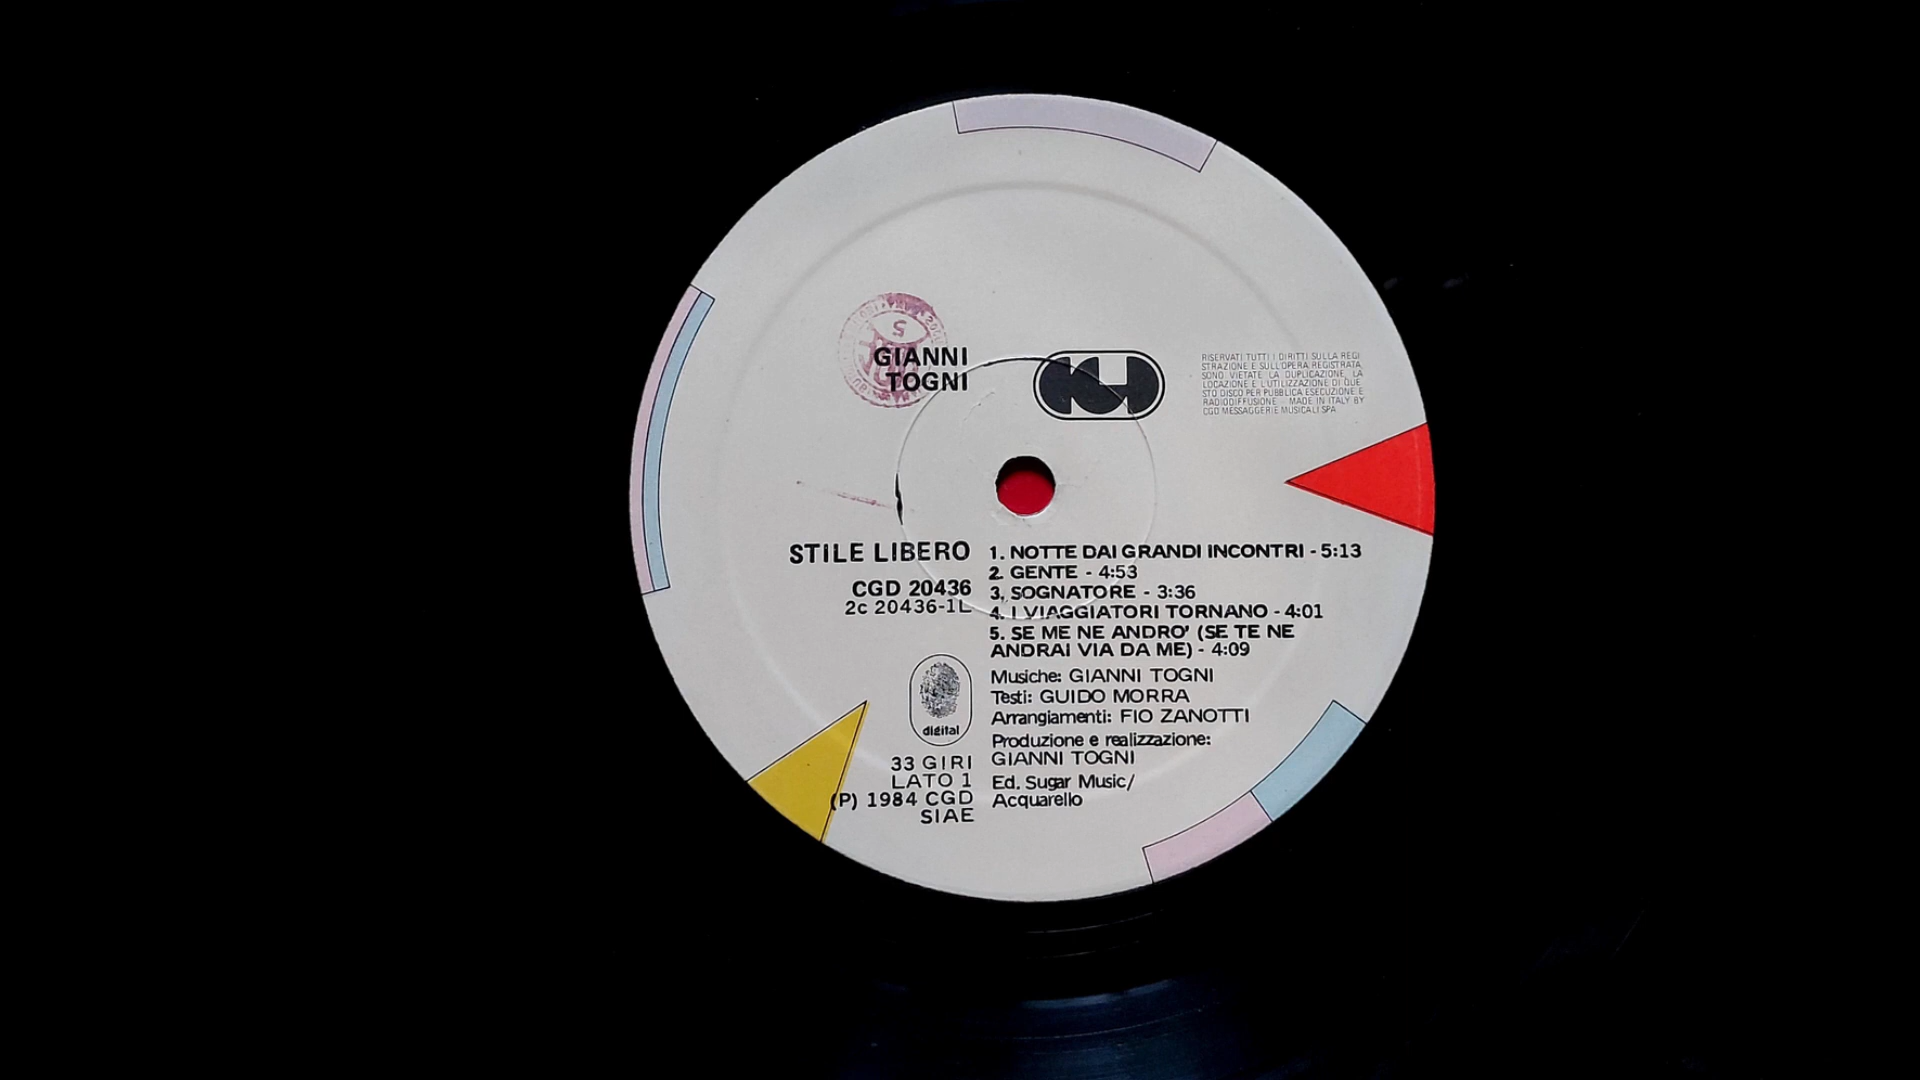 GIANNI
TOGNI
RISERVATI TUTTI I DIRITTI SULLA REGI
STRAZIONE E SULL'OPERA REGISTRATA,
SONO VIETATE LA DUPLICAZIONE, LA
LOCAZIONE E L'UTILIZZAZIONE DI QUE
STO DISCO PER PUBBLICA ESECUZIONE E
RADIODIFFUSIONE - MADE IN ITALY BY
CGD MESSAGGERIE MUSICALI SPA
STILE LIBERO
CGD 20436
2c 20436-1L
1. NOTTE DAI GRANDI INCONTRI - 5:13
2. GENTE - 4:53
3. SOGNATORE - 3:36
4. I VIAGGIATORI TORNANO - 4:01
5. SE ME NE ANDRO' (SE TE NE
ANDRAI VIA DA ME) - 4:09
Musiche: GIANNI TOGNI
Testi: GUIDO MORRA
Arrangiamenti: FIO ZANOTTI
Produzione e realizzazione:
GIANNI TOGNI
Ed. Sugar Music/
Acquarello
digital
33 GIRI
LATO 1
(P) 1984 CGD
SIAE